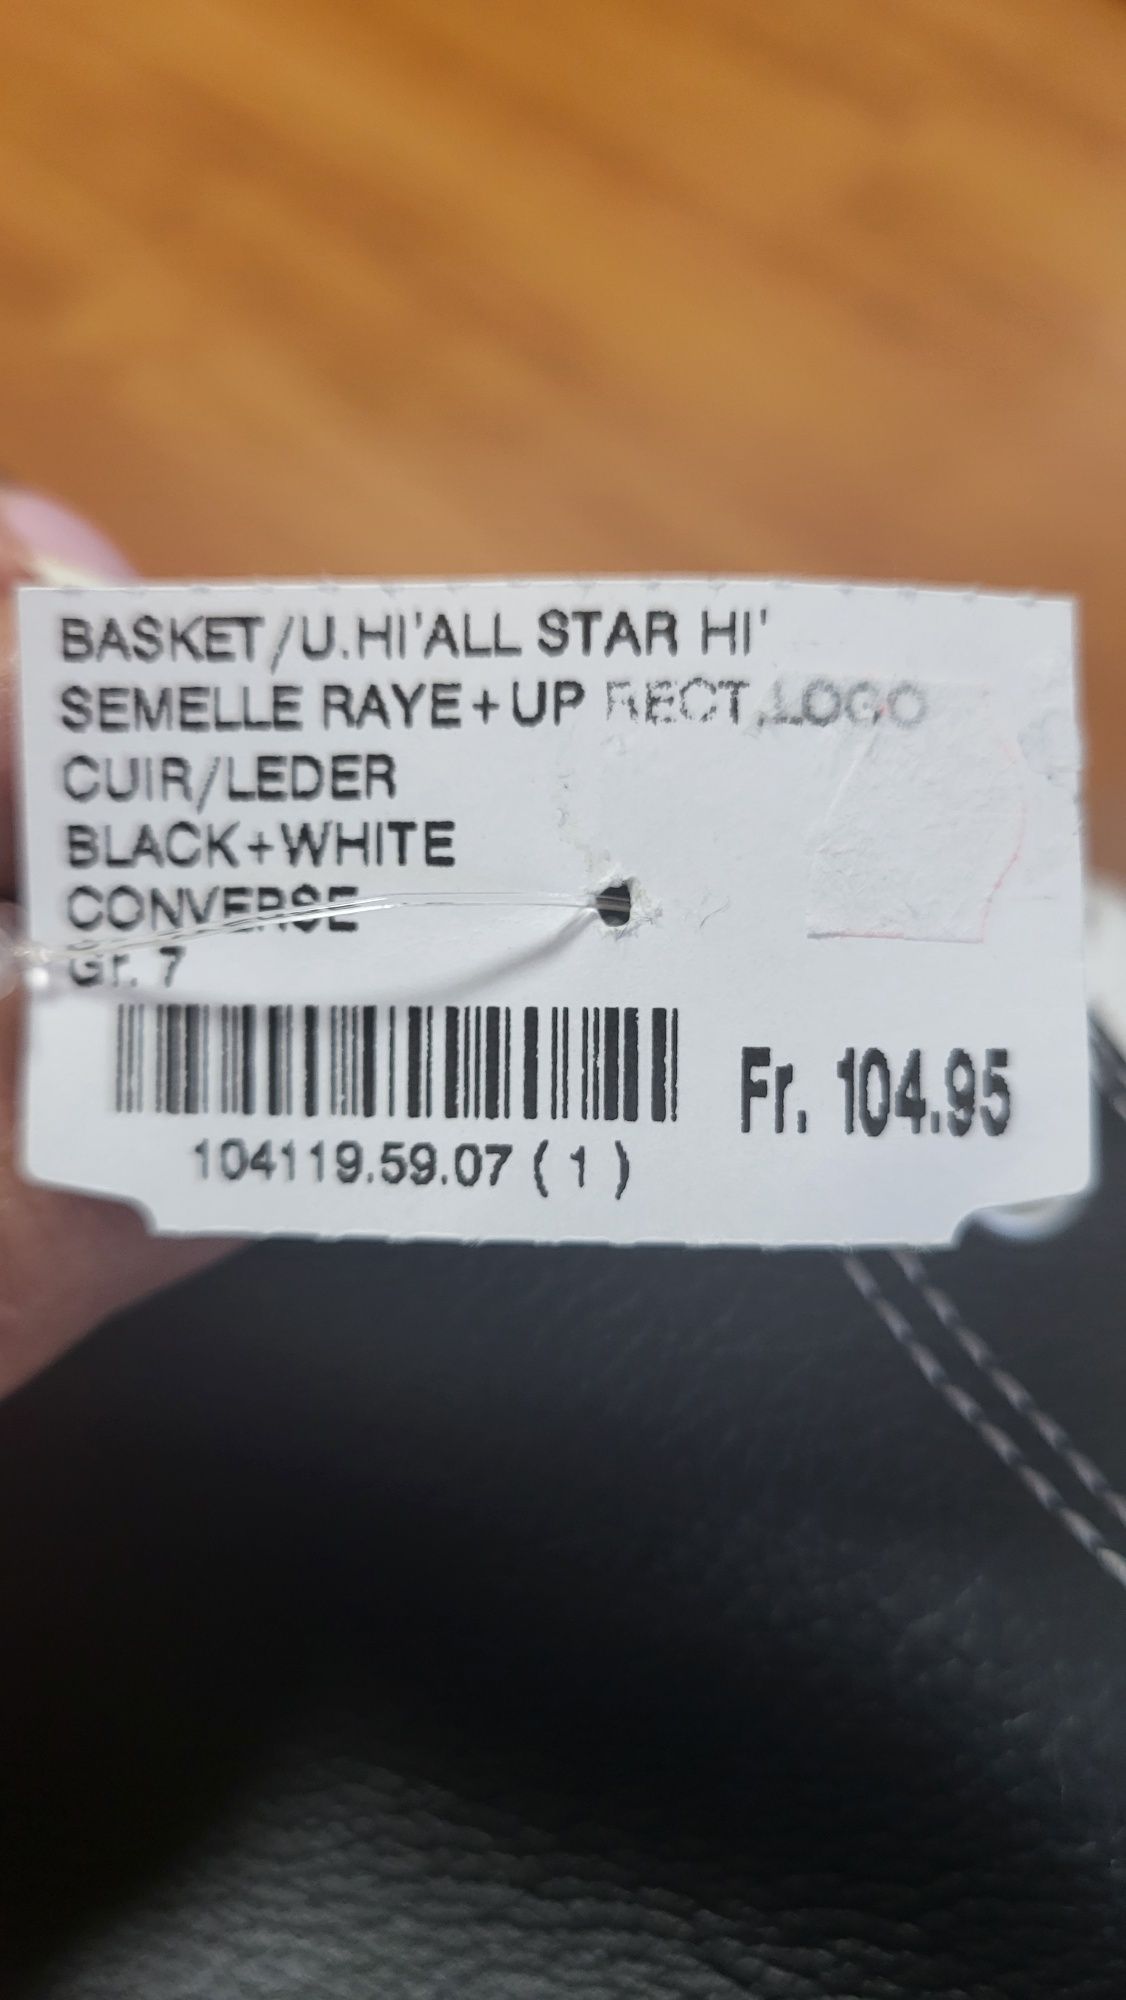 BASKET/U.HI'ALL STAR HI'
SEMELLE RAYE+UP RECT.LOGO
CUIR/LEDER
BLACK+WHITE
CONVERSE
Gr. 7
Fr. 104.95
104119.59.07 ( 1 )